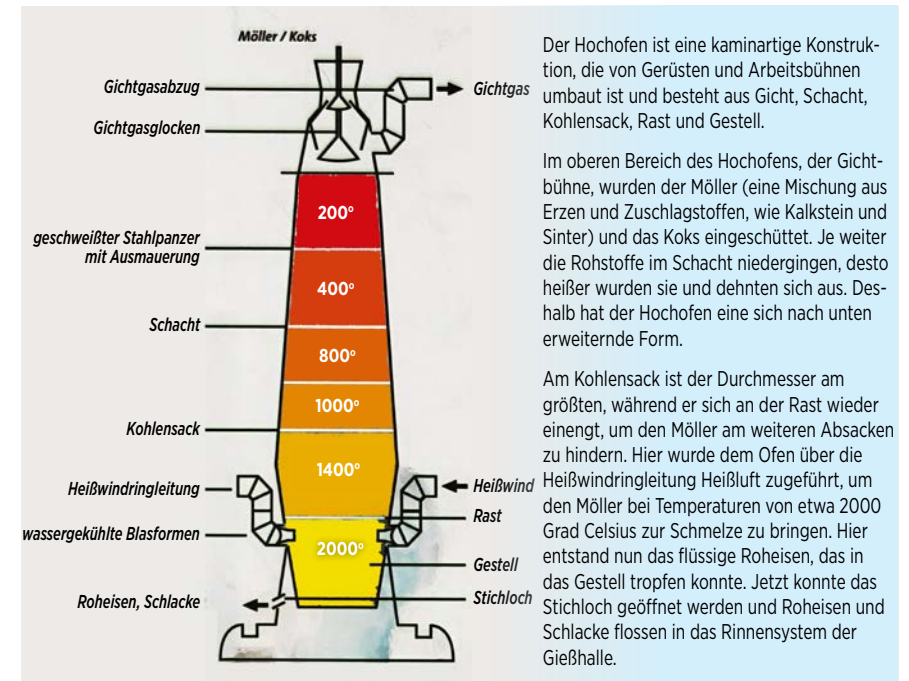 Möller / Koks
Gichtgasabzug
Gichtgas
Gichtgasglocken
200°
geschweißter Stahlpanzer
mit Ausmauerung
400°
Schacht
800°
1000°
Kohlensack
1400°
Heißwindringleitung
Heißwind
Rast
wassergekühlte Blasformen
2000°
Gestell
Roheisen, Schlacke
Stichloch
Der Hochofen ist eine kaminartige Konstruk-
tion, die von Gerüsten und Arbeitsbühnen
umbaut ist und besteht aus Gicht, Schacht,
Kohlensack, Rast und Gestell.
Im oberen Bereich des Hochofens, der Gicht-
bühne, wurden der Möller (eine Mischung aus
Erzen und Zuschlagstoffen, wie Kalkstein und
Sinter) und das Koks eingeschüttet. Je weiter
die Rohstoffe im Schacht niedergingen, desto
heißer wurden sie und dehnten sich aus. Des-
halb hat der Hochofen eine sich nach unten
erweiternde Form.
Am Kohlensack ist der Durchmesser am
größten, während er sich an der Rast wieder
einengt, um den Möller am weiteren Absacken
zu hindern. Hier wurde dem Ofen über die
Heißwindringleitung Heißluft zugeführt, um
den Möller bei Temperaturen von etwa 2000
Grad Celsius zur Schmelze zu bringen. Hier
entstand nun das flüssige Roheisen, das in
das Gestell tropfen konnte. Jetzt konnte das
Stichloch geöffnet werden und Roheisen und
Schlacke flossen in das Rinnensystem der
Gießhalle.